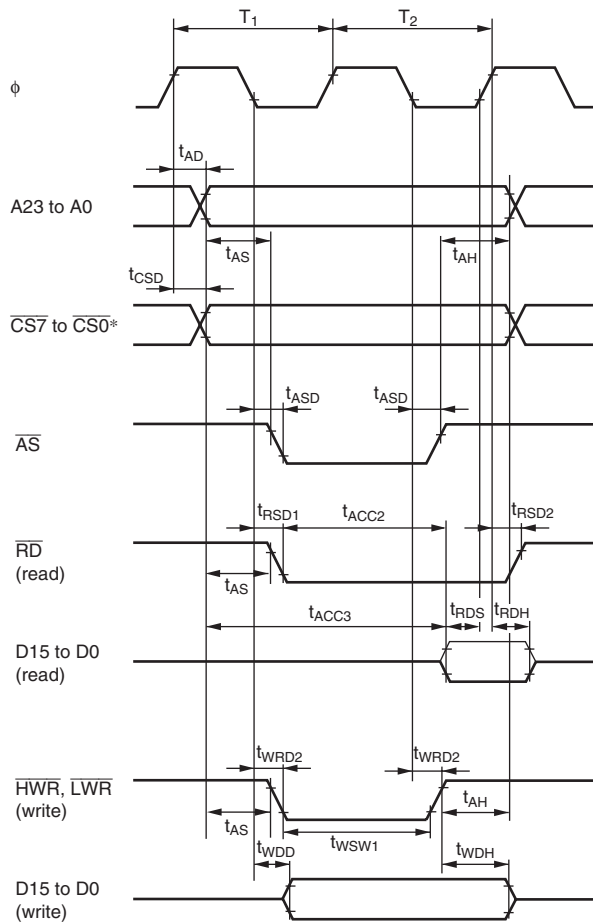 T1 T2
ϕ
tAD
A23 to A0
tAS tAH
tCSD
CS7 to CS0*
tASD tASD
AS
tRSD1 tACC2 tRSD2
RD
(read)
tAS
tACC3 tRDS tRDH
D15 to D0
(read)
tWRD2 tWRD2
HWR, LWR
(write)
tAS tAH
tWDD tWSW1 tWDH
D15 to D0
(write)